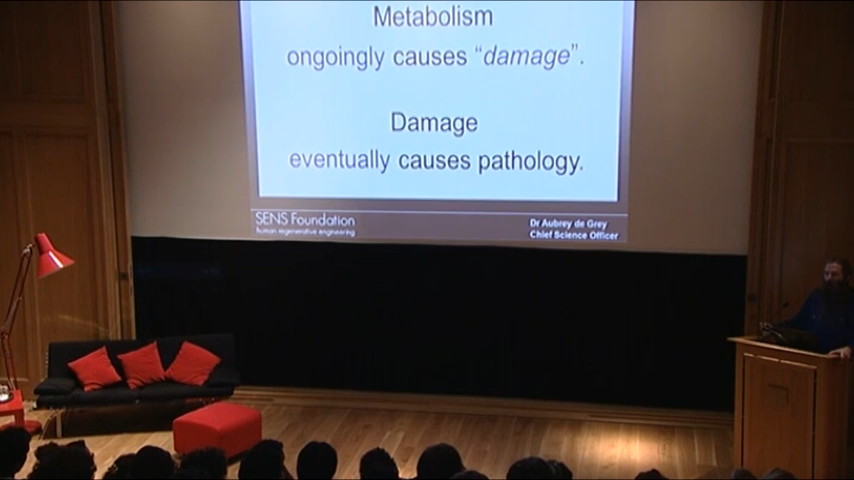 Metabolism
ongoingly causes “damage”.
Damage
eventually causes pathology.
SENS Foundation
human regenerative engineering
Dr Aubrey de Grey
Chief Science Officer